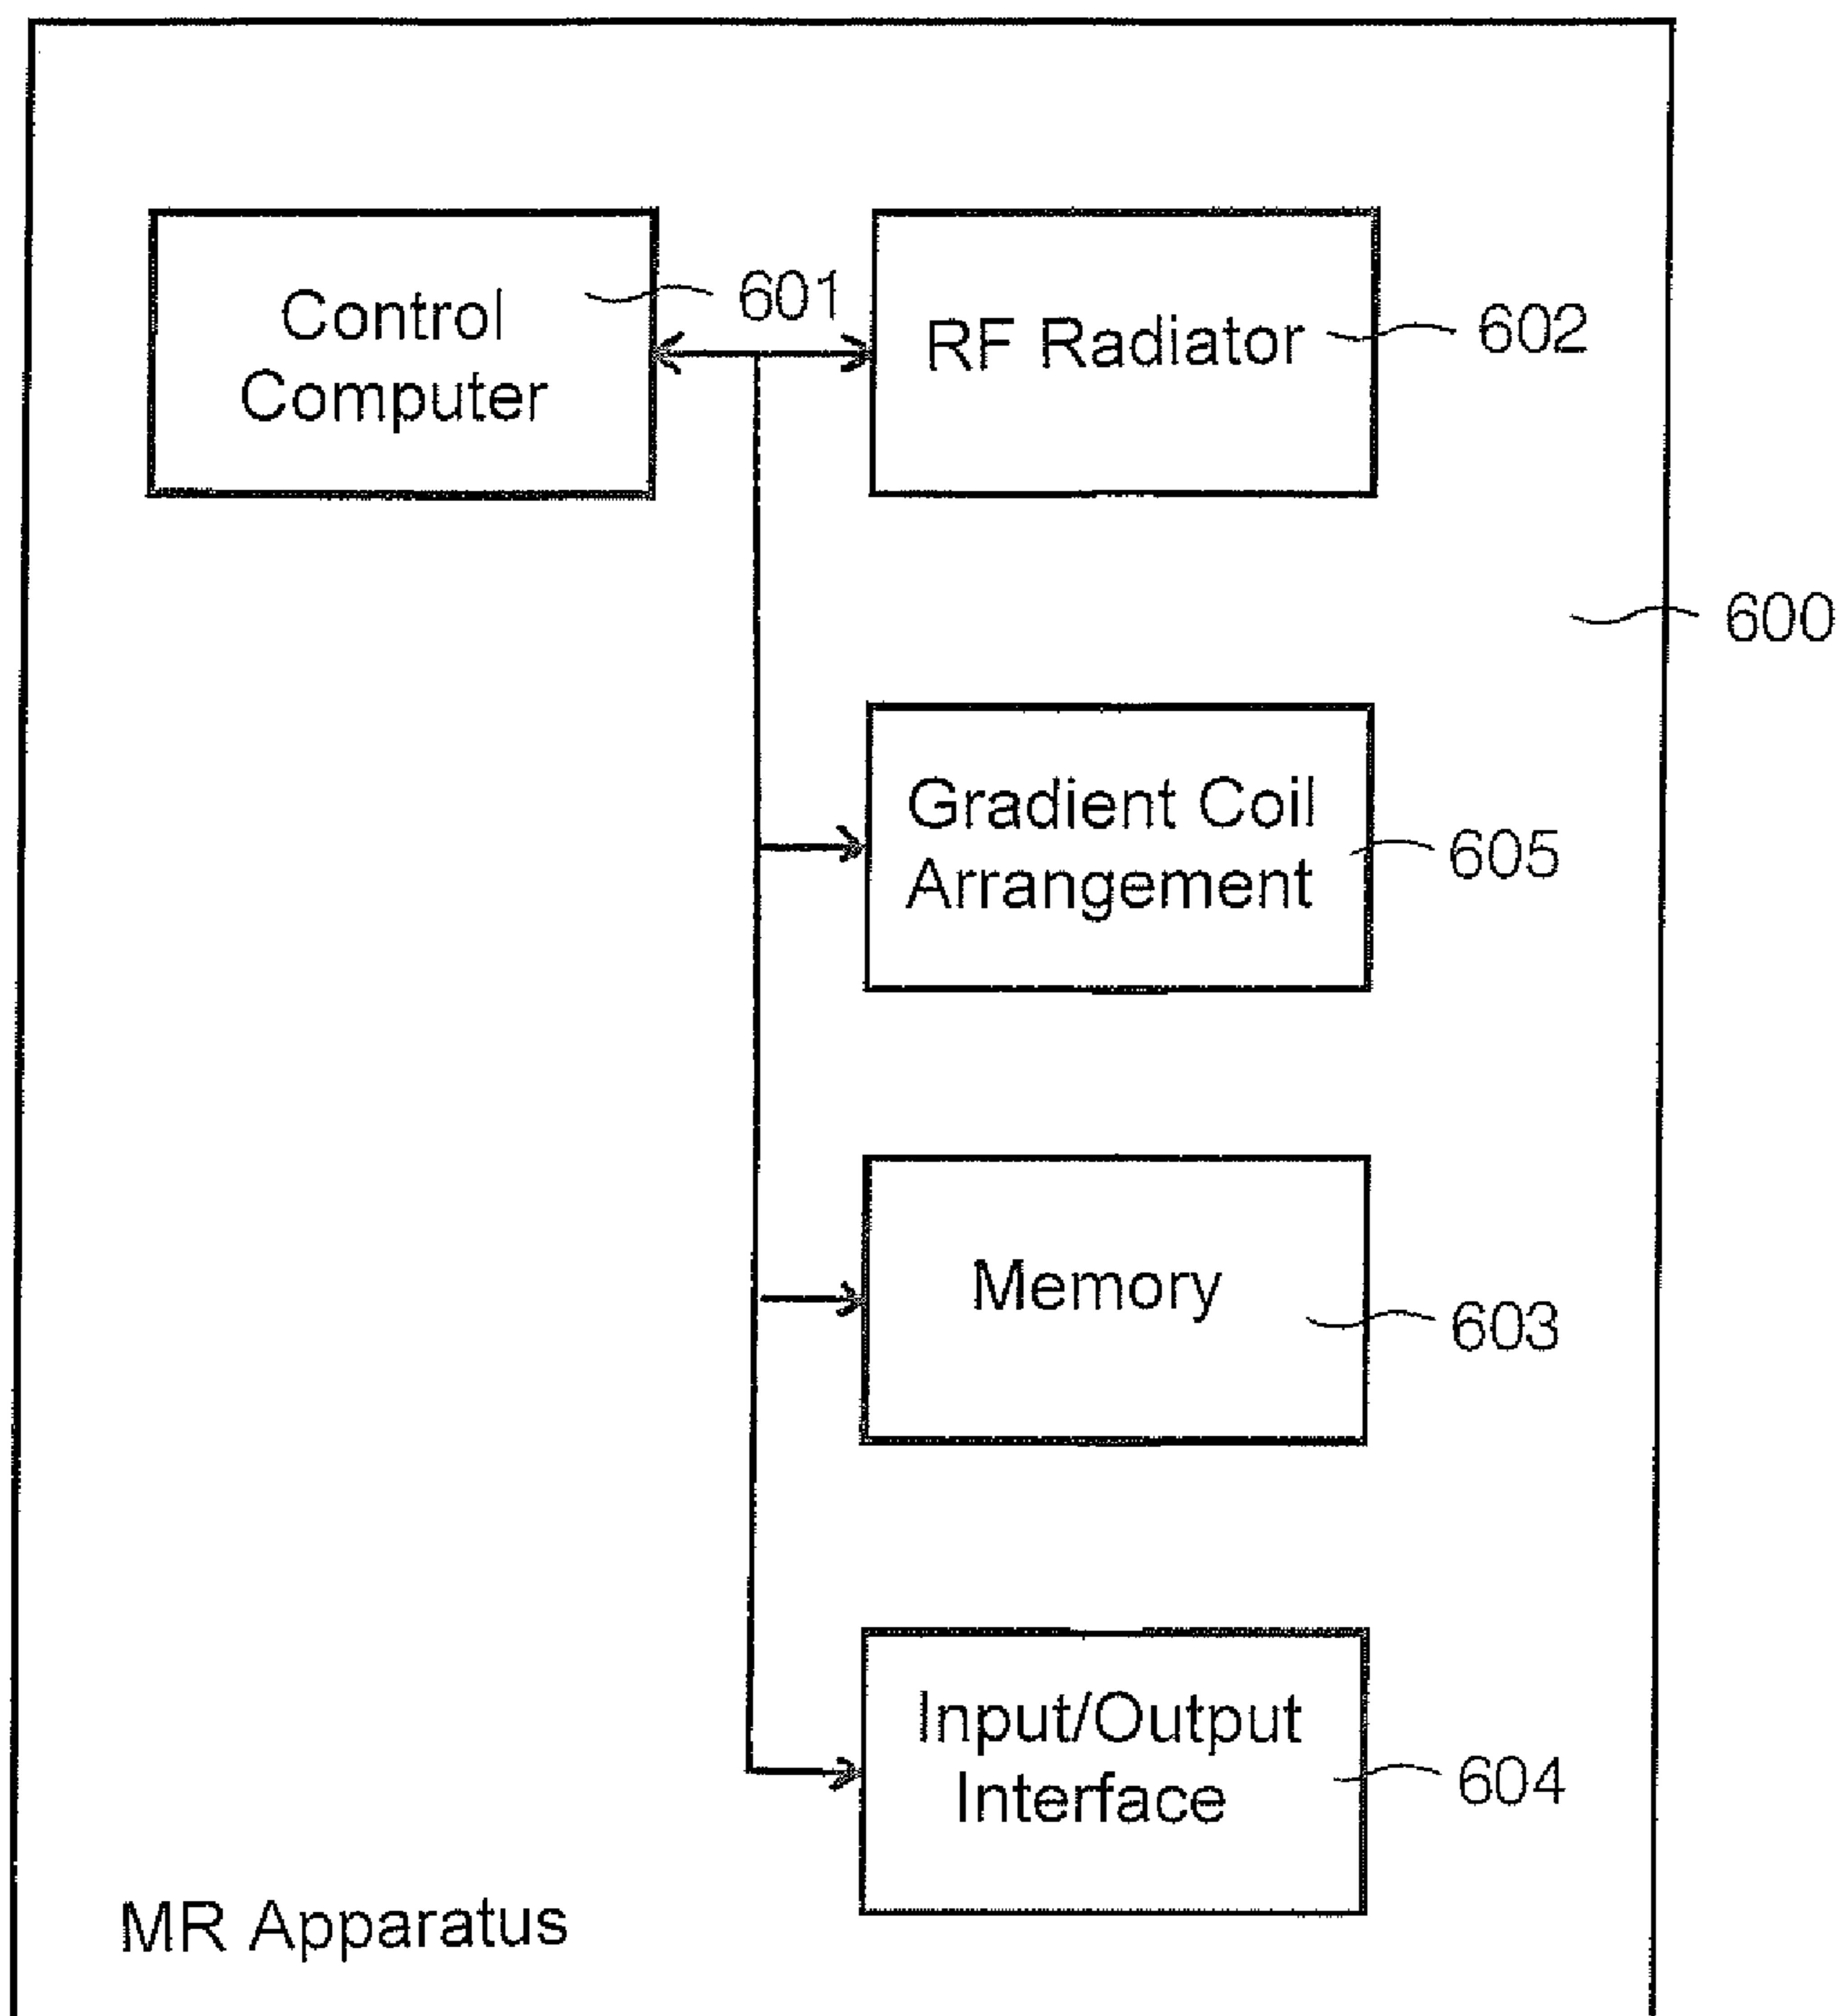 Control
Computer
601
RF Radiator
602
600
Gradient Coil
Arrangement
605
Memory
603
Input/Output
Interface
604
MR Apparatus